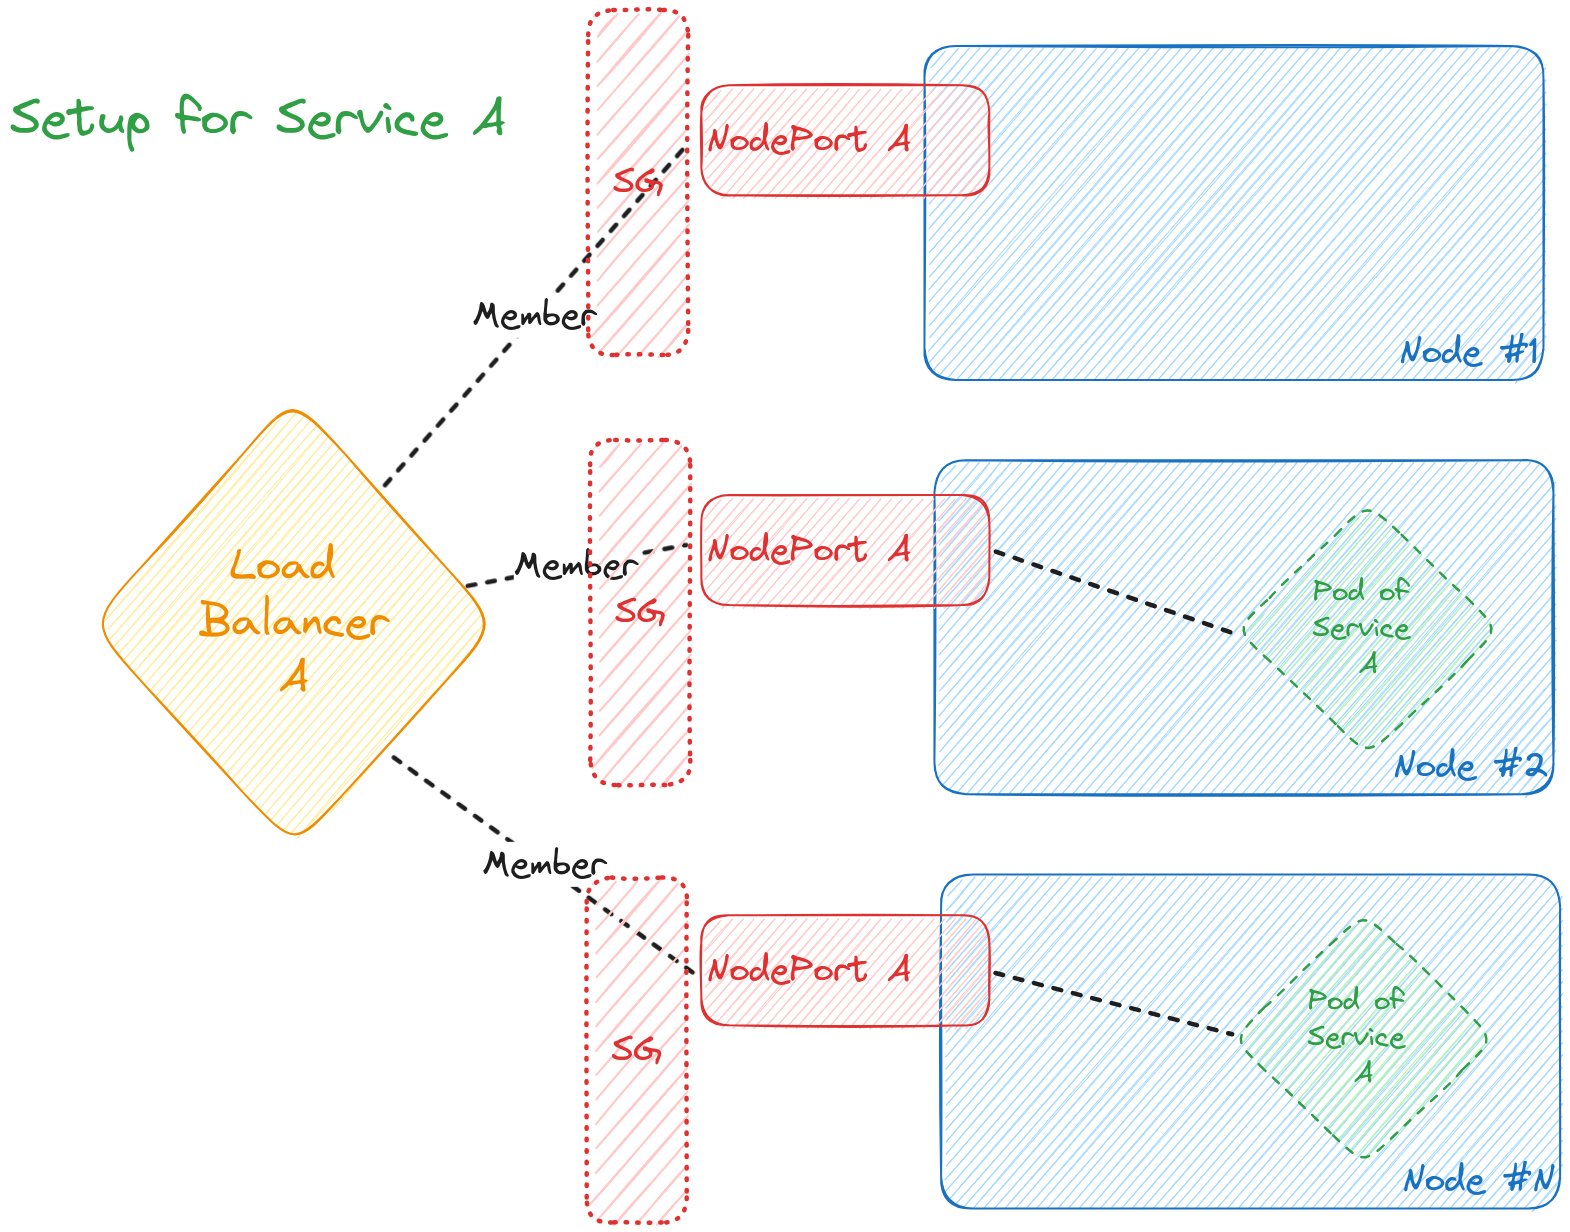 Setup for Service A
SG
NodePort A
Member
Node #1
Load
Balancer
A
Member
SG
NodePort A
Pod of
Service
A
Node #2
Member
SG
NodePort A
Pod of
Service
A
Node #N